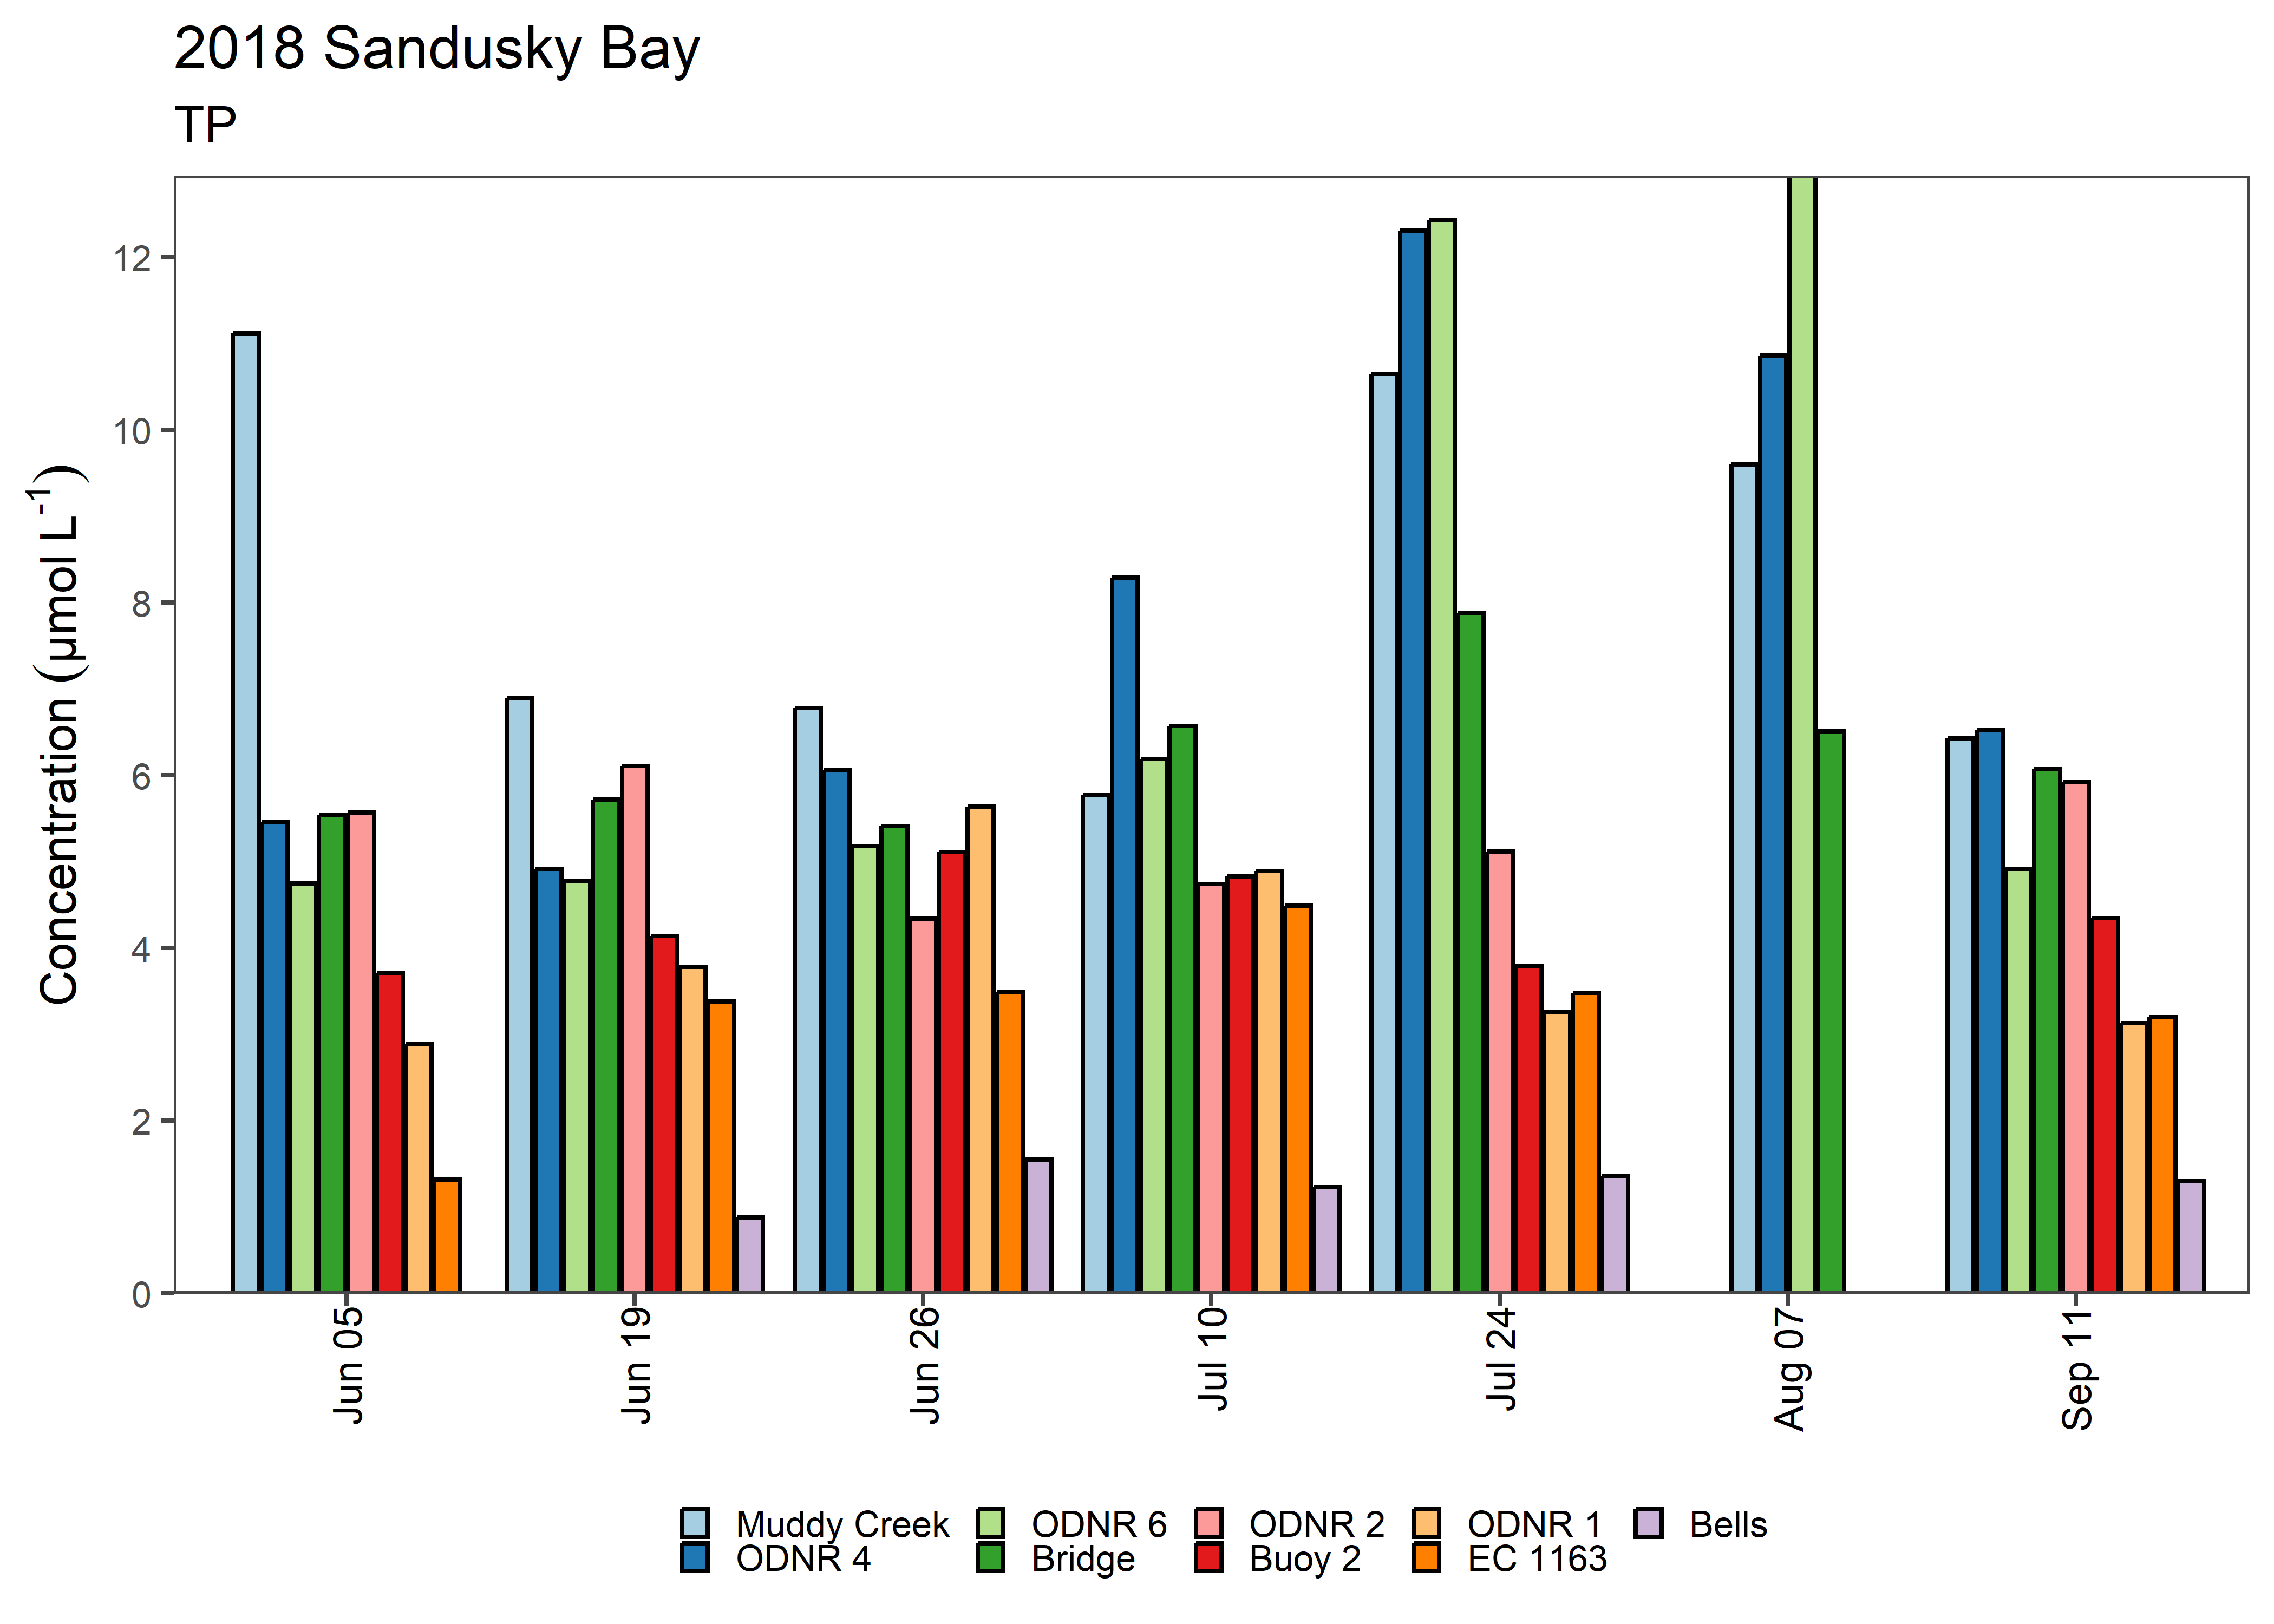 2018 Sandusky Bay
TP
Concentration (µmol L⁻¹)
12
10
8
6
4
2
0
Jun 05
Jun 19
Jun 26
Jul 10
Jul 24
Aug 07
Sep 11
Muddy Creek ODNR 6 ODNR 2 ODNR 1 Bells
ODNR 4 Bridge Buoy 2 EC 1163